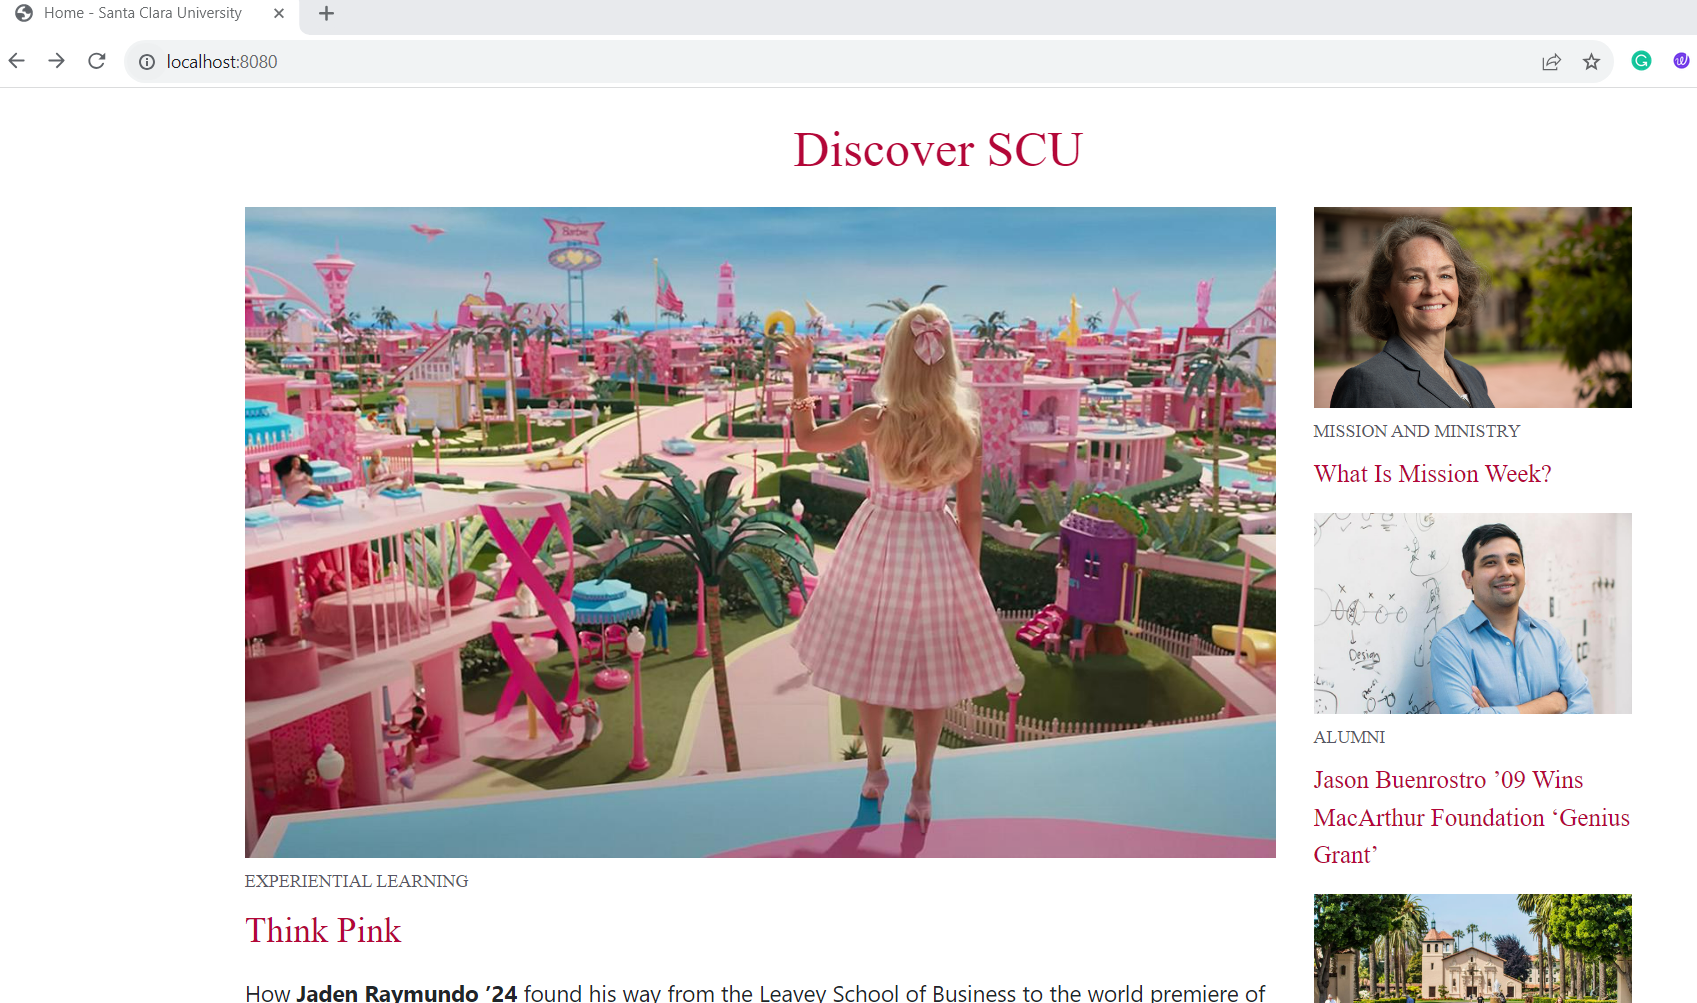 Home - Santa Clara University
localhost:8080
Discover SCU
Barbie
EXPERIENTIAL LEARNING
Think Pink
How Jaden Raymundo ’24 found his way from the Leavey School of Business to the world premiere of
MISSION AND MINISTRY
What Is Mission Week?
Design
ALUMNI
Jason Buenrostro ’09 Wins
MacArthur Foundation ‘Genius
Grant’